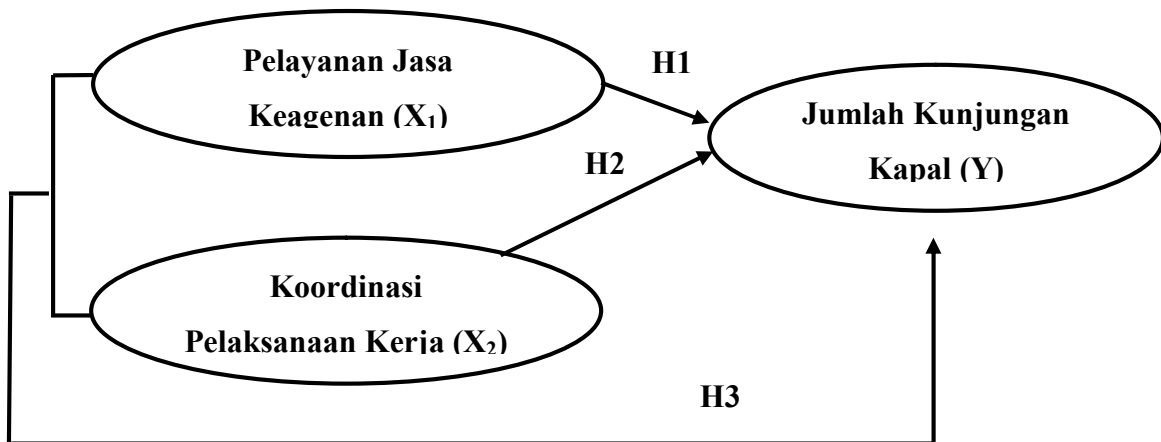 Pelayanan Jasa
Keagenan (X₁)
H1
Jumlah Kunjungan
Kapal (Y)
H2
Koordinasi
Pelaksanaan Kerja (X₂)
H3